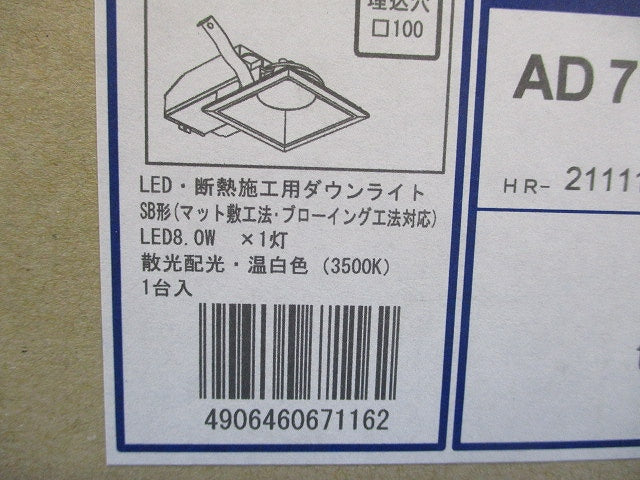 埋込穴
□100
LED・断熱施工用ダウンライト
SB形(マット敷工法・ブローイング工法対応)
LED8.0W ×1灯
散光配光・温白色 (3500K)
1台入
4906460671162
AD 7
HR- 21111